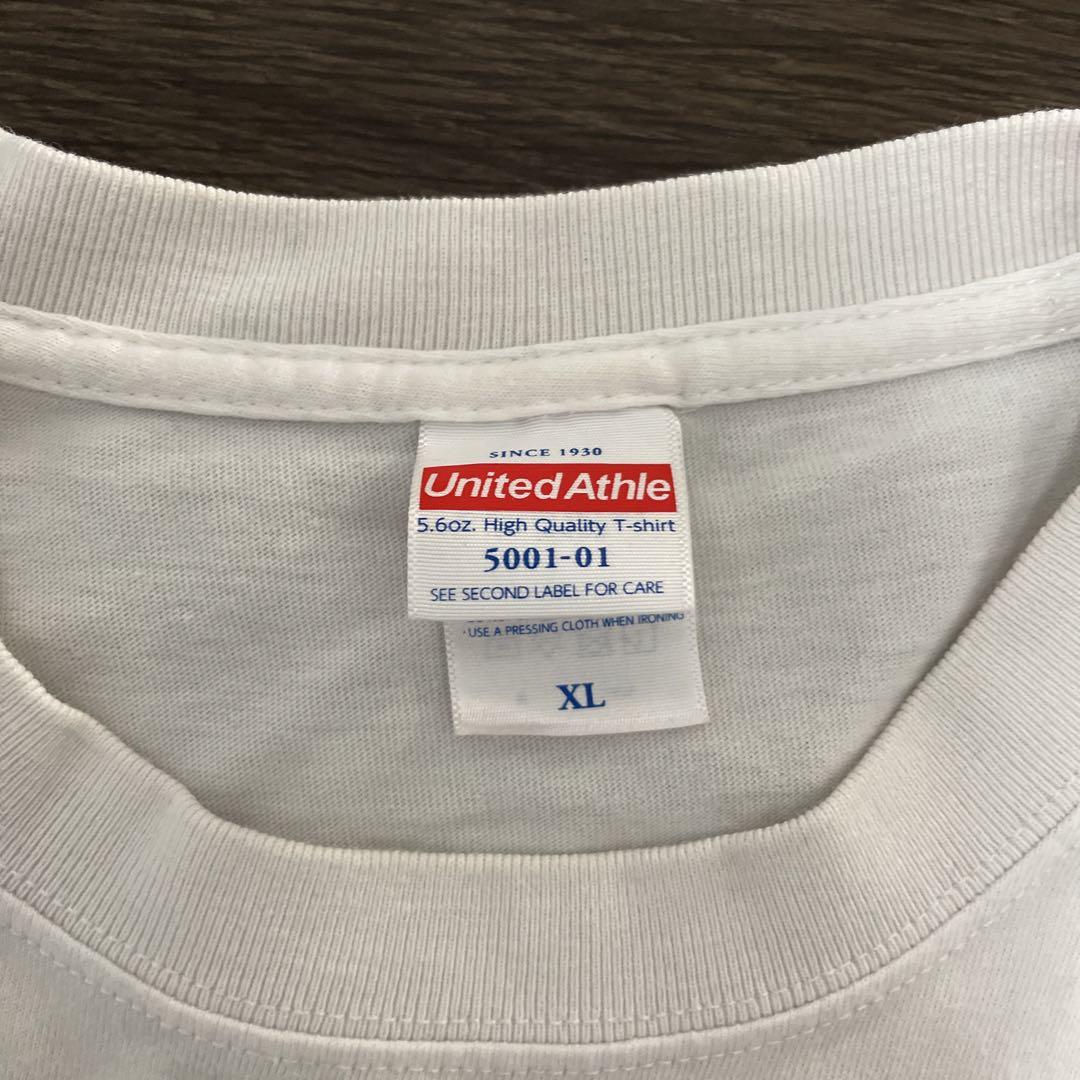 SINCE 1930
United Athle
5.6oz. High Quality T-shirt
5001-01
SEE SECOND LABEL FOR CARE
・USE A PRESSING CLOTH WHEN IRONING
XL